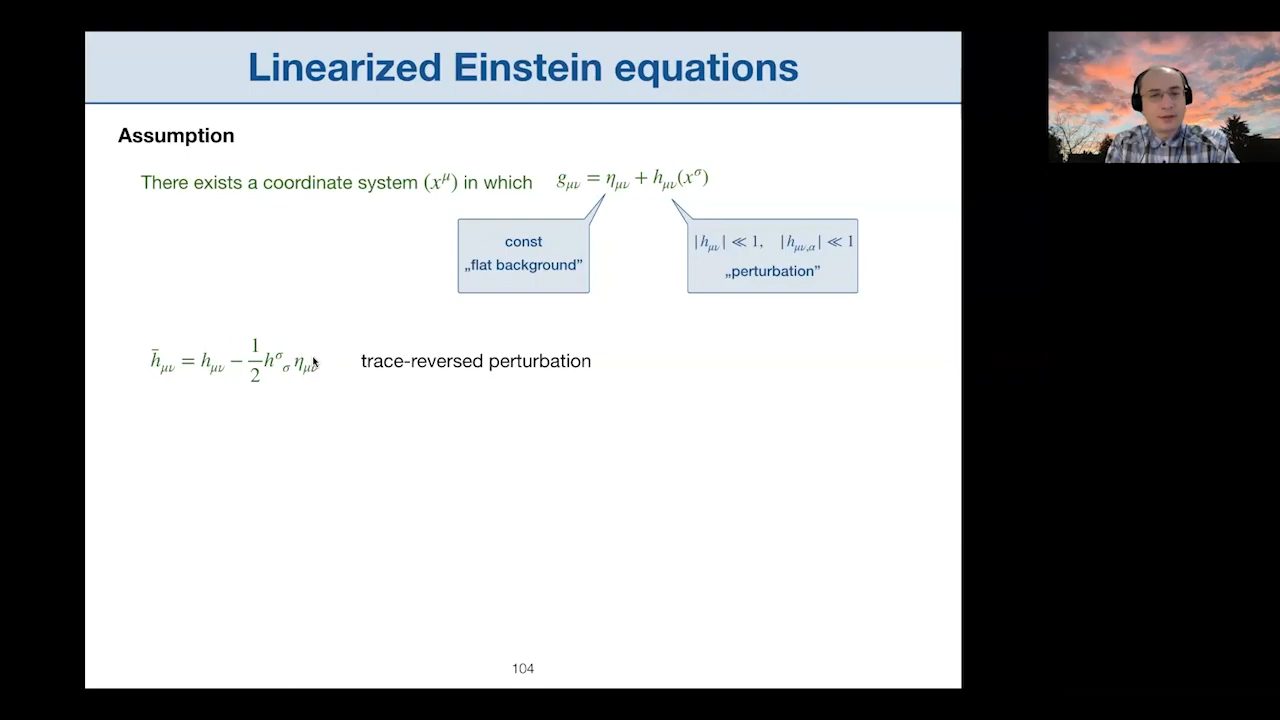 Linearized Einstein equations
Assumption
There exists a coordinate system (x^μ) in which g_μν = η_μν + h_μν(x^σ)
const
„flat background”
|h_μν| ≪ 1, |h_μν,α| ≪ 1
„perturbation”
h̄_μν = h_μν − 1/2 h^σ_σ η_μν trace-reversed perturbation
104